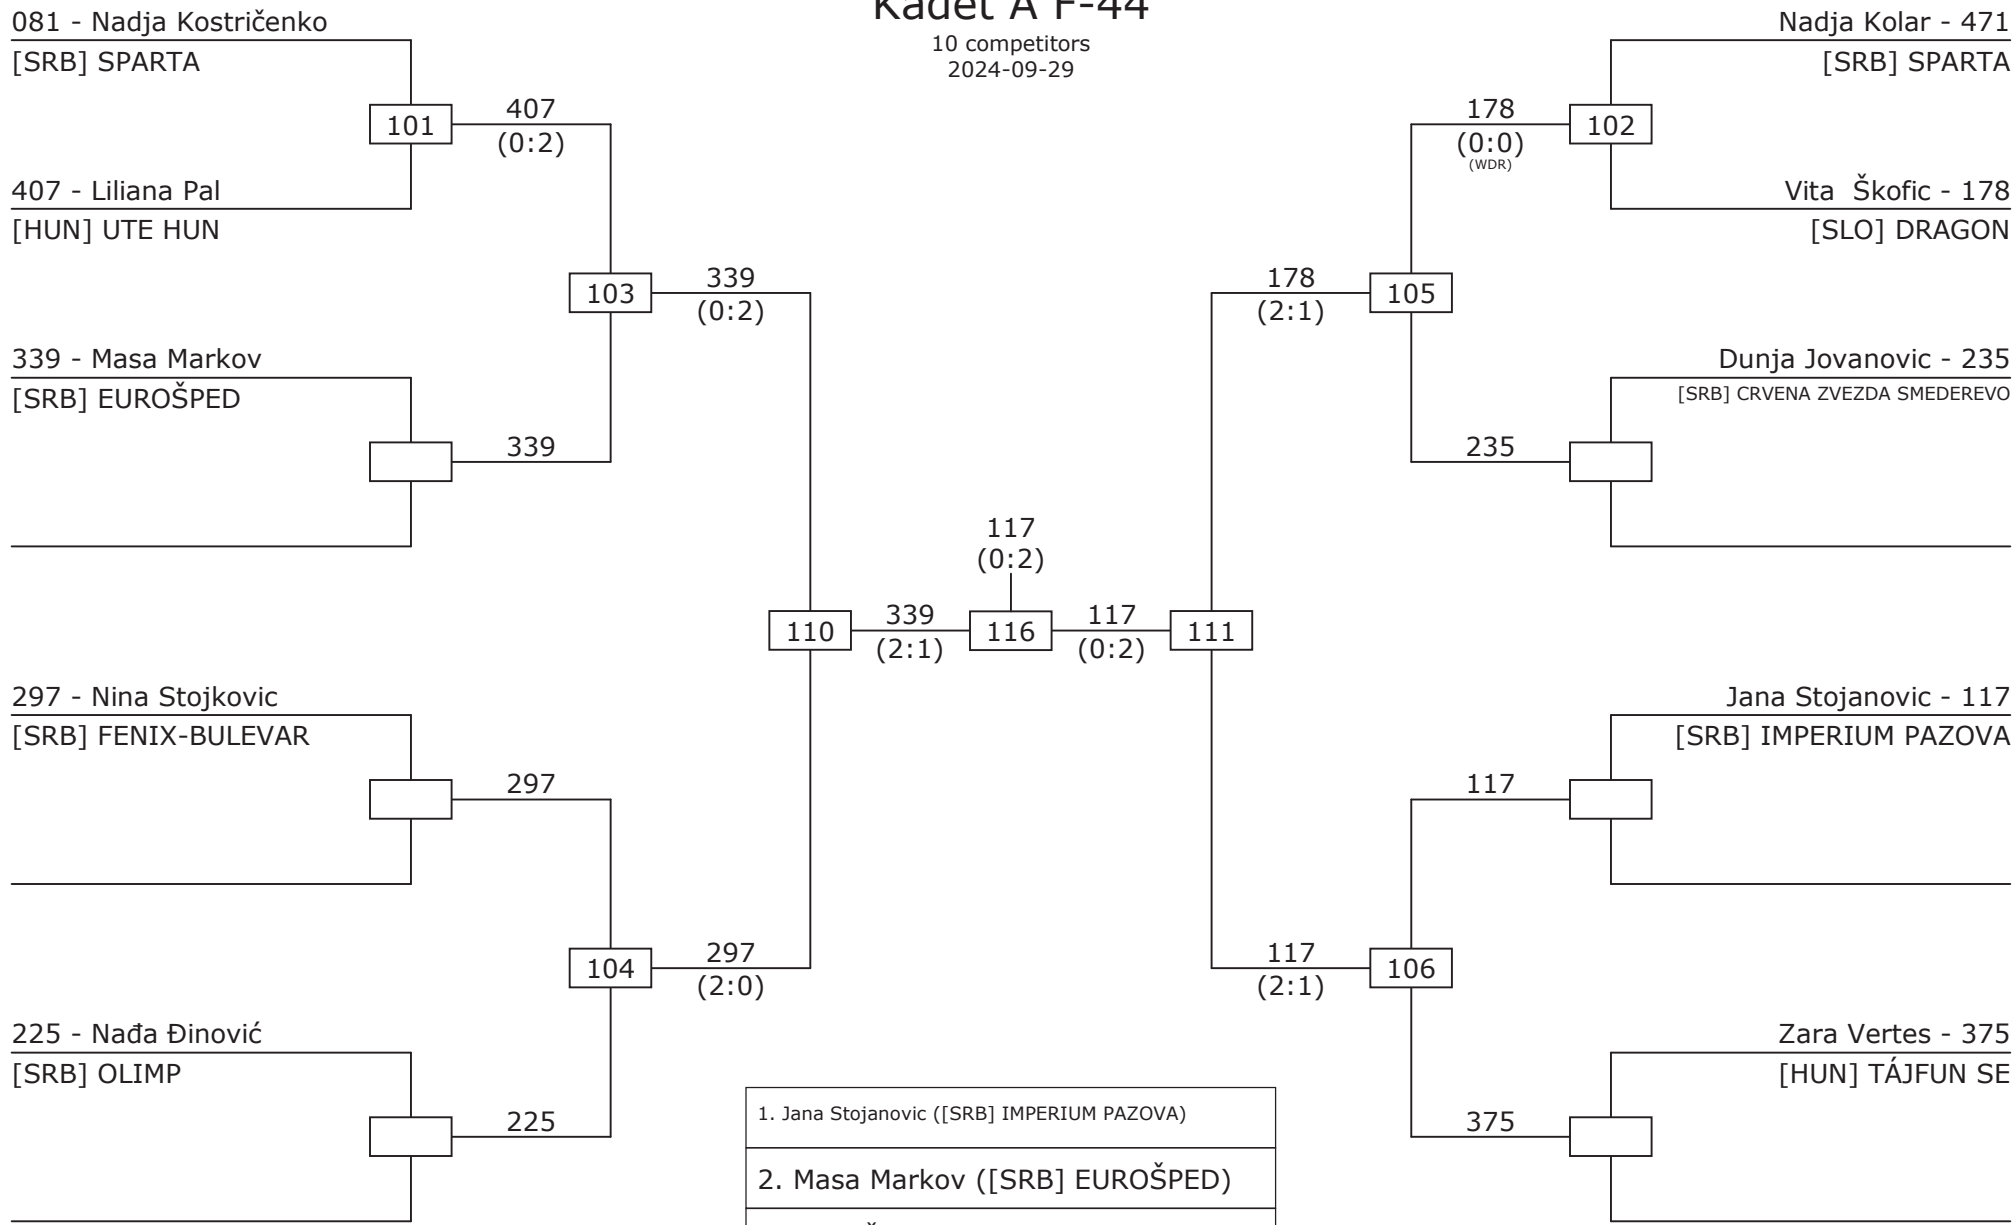 Kadet A F-44
10 competitors
2024-09-29
081 - Nadja Kostričenko
[SRB] SPARTA
101
407
(0:2)
407 - Liliana Pal
[HUN] UTE HUN
103
339
(0:2)
339 - Masa Markov
[SRB] EUROŠPED
339
297 - Nina Stojkovic
[SRB] FENIX-BULEVAR
297
104
297
(2:0)
225 - Nađa Đinović
[SRB] OLIMP
225
110
339
(2:1)
117
(0:2)
116
117
(0:2)
111
Nadja Kolar - 471
[SRB] SPARTA
178
(0:0)
(WDR)
102
Vita  Škofic - 178
[SLO] DRAGON
178
(2:1)
105
Dunja Jovanovic - 235
[SRB] CRVENA ZVEZDA SMEDEREVO
235
Jana Stojanovic - 117
[SRB] IMPERIUM PAZOVA
117
117
(2:1)
106
Zara Vertes - 375
[HUN] TÁJFUN SE
375
1. Jana Stojanovic ([SRB] IMPERIUM PAZOVA)
2. Masa Markov ([SRB] EUROŠPED)